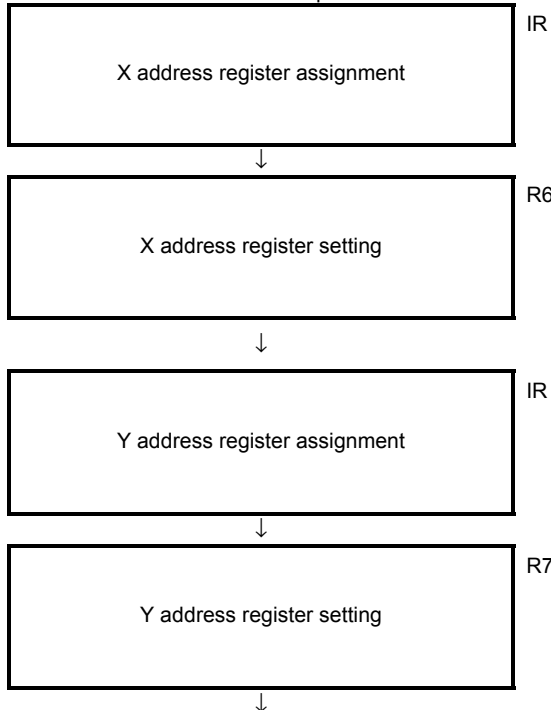 IR
X address register assignment
↓
R6
X address register setting
↓
IR
Y address register assignment
↓
R7
Y address register setting
↓